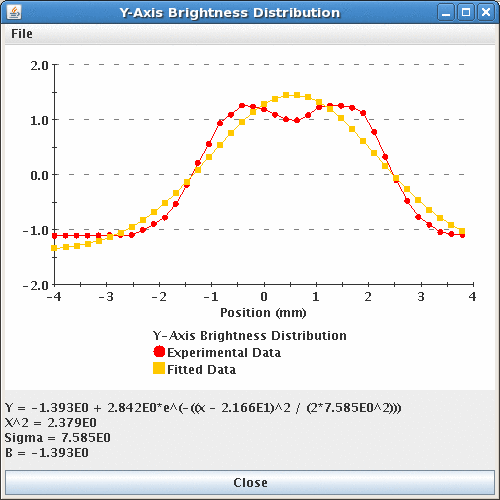 Y-Axis Brightness Distribution
File
2.0
1.0
0.0
-1.0
-2.0
-4 -3 -2 -1 0 1 2 3 4
Position (mm)
Y-Axis Brightness Distribution
Experimental Data
Fitted Data
Y = -1.393E0 + 2.842E0*e^(-((x - 2.166E1)^2 / (2*7.585E0^2)))
X^2 = 2.379E0
Sigma = 7.585E0
B = -1.393E0
Close